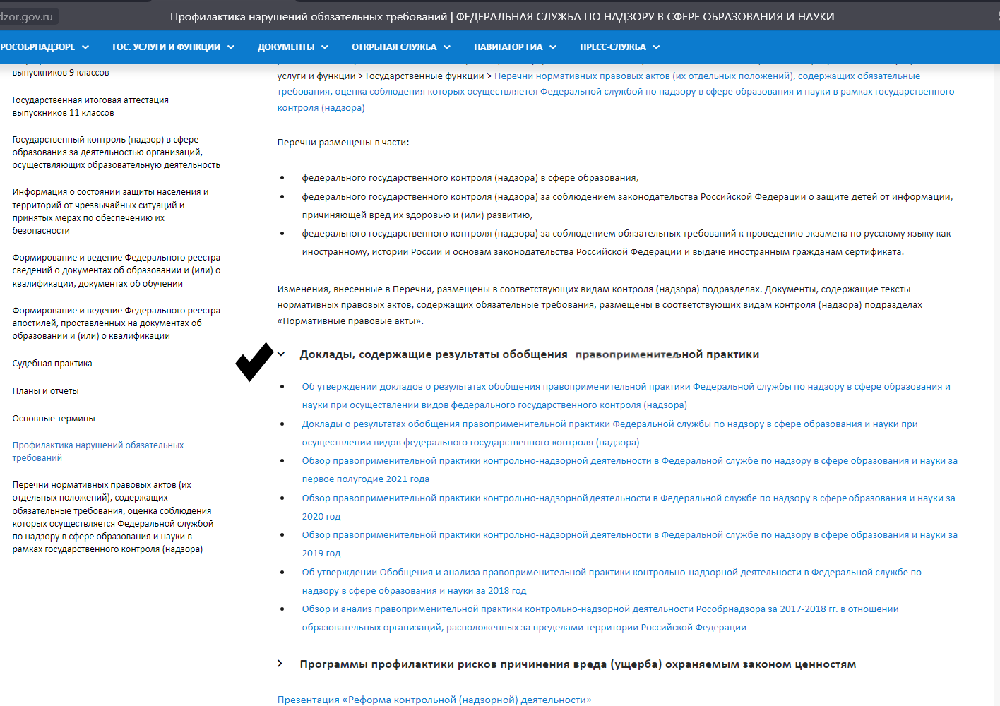 dzor.gov.ru
Профилактика нарушений обязательных требований | ФЕДЕРАЛЬНАЯ СЛУЖБА ПО НАДЗОРУ В СФЕРЕ ОБРАЗОВАНИЯ И НАУКИ
РОСОБРНАДЗОРЕ ГОС. УСЛУГИ И ФУНКЦИИ ДОКУМЕНТЫ ОТКРЫТАЯ СЛУЖБА НАВИГАТОР ГИА ПРЕСС-СЛУЖБА
выпускников 9 классов
Государственная итоговая аттестация
выпускников 11 классов
Государственный контроль (надзор) в сфере
образования за деятельностью организаций,
осуществляющих образовательную деятельность
Информация о состоянии защиты населения и
территорий от чрезвычайных ситуаций и
принятых мерах по обеспечению их
безопасности
Формирование и ведение Федерального реестра
сведений о документах об образовании и (или) о
квалификации, документах об обучении
Формирование и ведение Федерального реестра
апостилей, проставленных на документах об
образовании и (или) о квалификации
Судебная практика
Планы и отчеты
Основные термины
Профилактика нарушений обязательных
требований
Перечни нормативных правовых актов (их
отдельных положений), содержащих
обязательные требования, оценка соблюдения
которых осуществляется Федеральной службой
по надзору в сфере образования и науки в
рамках государственного контроля (надзора)
услуги и функции > Государственные функции > Перечни нормативных правовых актов (их отдельных положений), содержащих обязательные
требования, оценка соблюдения которых осуществляется Федеральной службой по надзору в сфере образования и науки в рамках государственного
контроля (надзора)
Перечни размещены в части:
федерального государственного контроля (надзора) в сфере образования,
федерального государственного контроля (надзора) за соблюдением законодательства Российской Федерации о защите детей от информации,
причиняющей вред их здоровью и (или) развитию,
федерального государственного контроля (надзора) за соблюдением обязательных требований к проведению экзамена по русскому языку как
иностранному, истории России и основам законодательства Российской Федерации и выдаче иностранным гражданам сертификата.
Изменения, внесенные в Перечни, размещены в соответствующих видам контроля (надзора) подразделах. Документы, содержащие тексты
нормативных правовых актов, содержащих обязательные требования, размещены в соответствующих видам контроля (надзора) подразделах
«Нормативные правовые акты».
Доклады, содержащие результаты обобщения правоприменительной практики
Об утверждении докладов о результатах обобщения правоприменительной практики Федеральной службы по надзору в сфере образования и
науки при осуществлении видов федерального государственного контроля (надзора)
Доклады о результатах обобщения правоприменительной практики Федеральной службы по надзору в сфере образования и науки при
осуществлении видов федерального государственного контроля (надзора)
Обзор правоприменительной практики контрольно-надзорной деятельности в Федеральной службе по надзору в сфере образования и науки за
первое полугодие 2021 года
Обзор правоприменительной практики контрольно-надзорной деятельности в Федеральной службе по надзору в сфере образования и науки за
2020 год
Обзор правоприменительной практики контрольно-надзорной деятельности в Федеральной службе по надзору в сфере образования и науки за
2019 год
Об утверждении Обобщения и анализа правоприменительной практики контрольно-надзорной деятельности в Федеральной службе по
надзору в сфере образования и науки за 2018 год
Обзор и анализ правоприменительной практики контрольно-надзорной деятельности Рособрнадзора за 2017-2018 гг. в отношении
образовательных организаций, расположенных за пределами территории Российской Федерации
Программы профилактики рисков причинения вреда (ущерба) охраняемым законом ценностям
Презентация «Реформа контрольной (надзорной) деятельности»